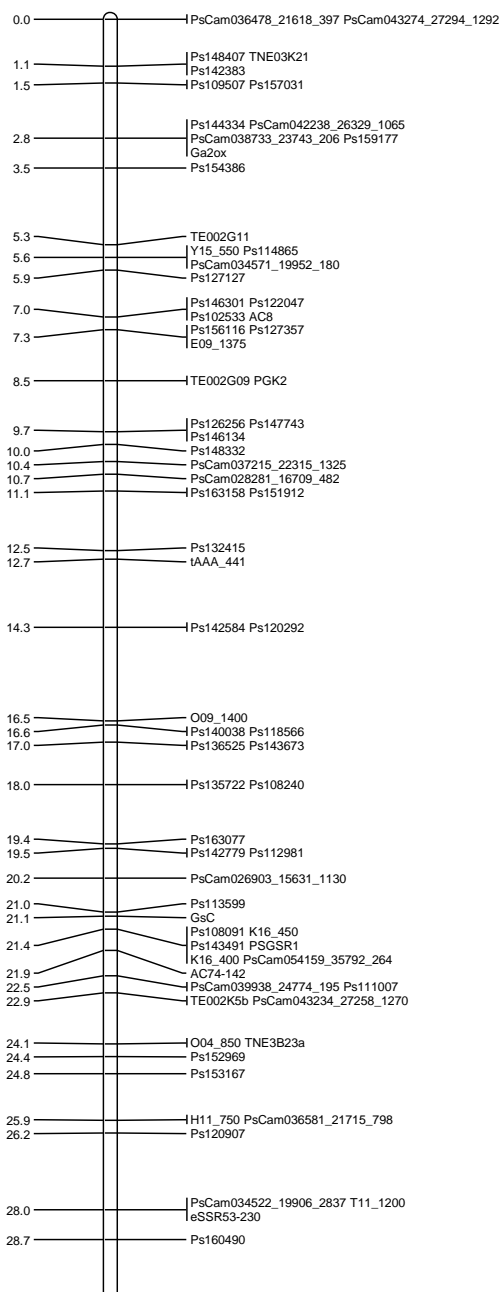 0.0 PsCam036478_21618_397 PsCam043274_27294_1292
1.1 Ps148407 TNE03K21
Ps142383
1.5 Ps109507 Ps157031
Ps144334 PsCam042238_26329_1065
2.8 PsCam038733_23743_206 Ps159177
Ga2ox
3.5 Ps154386
5.3 TE002G11
5.6 Y15_550 Ps114865
PsCam034571_19952_180
5.9 Ps127127
7.0 Ps146301 Ps122047
Ps102533 AC8
7.3 Ps156116 Ps127357
E09_1375
8.5 TE002G09 PGK2
9.7 Ps126256 Ps147743
Ps146134
10.0 Ps148332
10.4 PsCam037215_22315_1325
10.7 PsCam028281_16709_482
11.1 Ps163158 Ps151912
12.5 Ps132415
12.7 tAAA_441
14.3 Ps142584 Ps120292
16.5 O09_1400
16.6 Ps140038 Ps118566
17.0 Ps136525 Ps143673
18.0 Ps135722 Ps108240
19.4 Ps163077
19.5 Ps142779 Ps112981
20.2 PsCam026903_15631_1130
21.0 Ps113599
21.1 GsC
Ps108091 K16_450
21.4 Ps143491 PSGSR1
K16_400 PsCam054159_35792_264
21.9 AC74-142
22.5 PsCam039938_24774_195 Ps111007
22.9 TE002K5b PsCam043234_27258_1270
24.1 O04_850 TNE3B23a
24.4 Ps152969
24.8 Ps153167
25.9 H11_750 PsCam036581_21715_798
26.2 Ps120907
28.0 PsCam034522_19906_2837 T11_1200
eSSR53-230
28.7 Ps160490